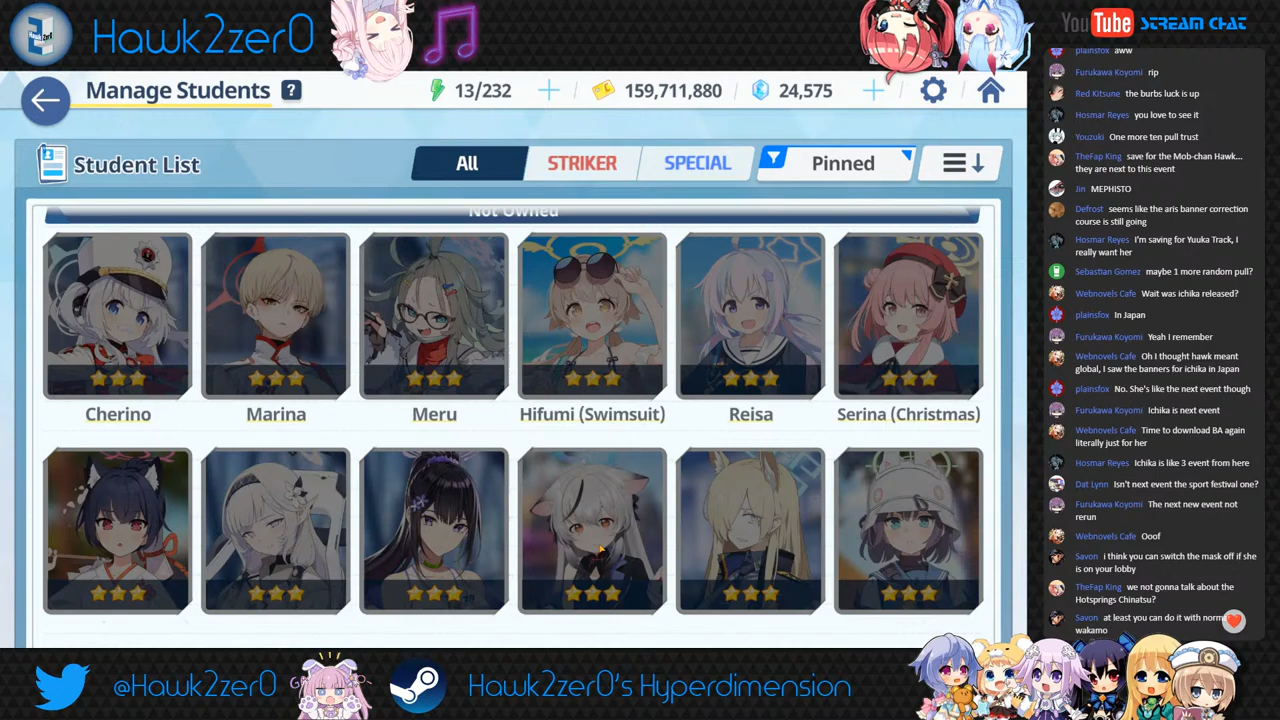 Hawk2zer0
You Tube STREAM CHAT
Manage Students ?
13/232
159,711,880
24,575
Student List
All
STRIKER
SPECIAL
Pinned
Not Owned
Cherino
Marina
Meru
Hifumi (Swimsuit)
Reisa
Serina (Christmas)
plainsfox aww
Furukawa Koyomi rip
Red Kitsune the burbs luck is up
Hosmar Reyes you love to see it
Youzuki One more ten pull trust
TheFap King save for the Mob-chan Hawk...
they are next to this event
Jin MEPHISTO
Defrost seems like the aris banner correction
course is still going
Hosmar Reyes I'm saving for Yuuka Track, I
really want her
Sebastian Gomez maybe 1 more random pull?
Webnovels Cafe Wait was ichika released?
plainsfox In Japan
Furukawa Koyomi Yeah I remember
Webnovels Cafe Oh I thought hawk meant
global, I saw the banners for ichika in Japan
plainsfox No. She's like the next event though
Furukawa Koyomi Ichika is next event
Webnovels Cafe Time to download BA again
literally just for her
Hosmar Reyes Ichika is like 3 event from here
Dat Lynn Isn't next event the sport festival one?
Furukawa Koyomi The next new event not
rerun
Webnovels Cafe Ooof
Savon i think you can switch the mask off if she
is on your lobby
TheFap King we not gonna talk about the
Hotsprings Chinatsu?
Savon at least you can do it with norm
wakamo
@Hawk2zer0
Hawk2zer0's Hyperdimension